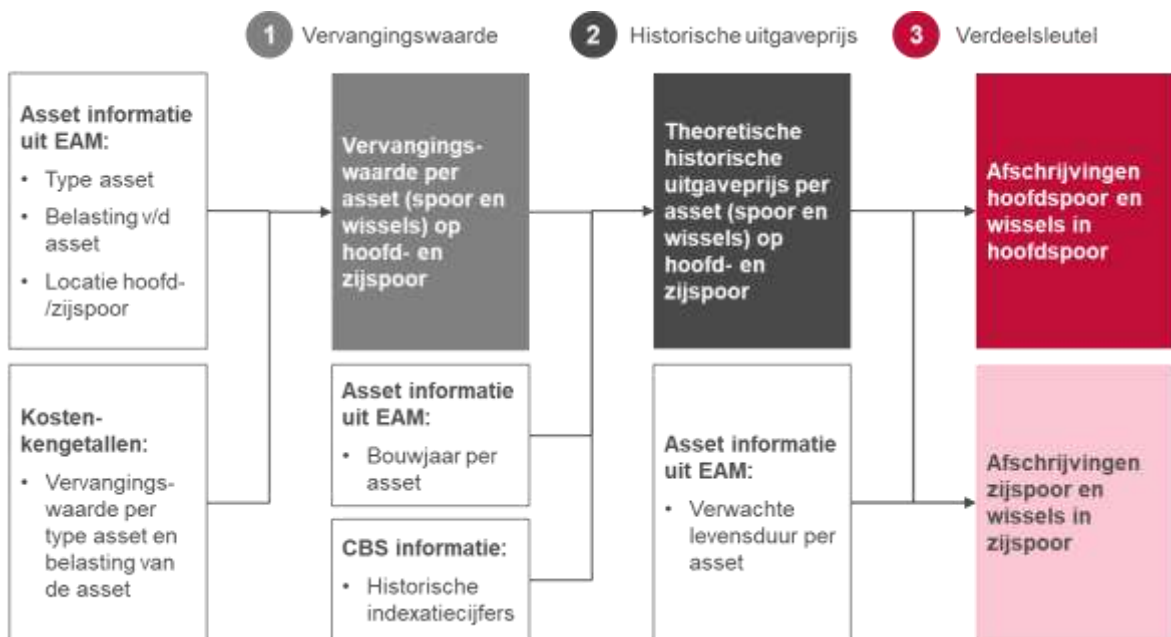 1 Vervangingswaarde
2 Historische uitgaveprijs
3 Verdeelsleutel
Asset informatie
uit EAM:
• Type asset
• Belasting v/d
asset
• Locatie hoofd-
/zijspoor
Kosten-
kengetallen:
• Vervangings-
waarde per
type asset en
belasting van
de asset
Vervangings-
waarde per
asset (spoor en
wissels) op
hoofd- en
zijspoor
Asset informatie
uit EAM:
• Bouwjaar per
asset
CBS informatie:
• Historische
indexatiecijfers
Theoretische
historische
uitgaveprijs per
asset (spoor en
wissels) op
hoofd- en
zijspoor
Asset informatie
uit EAM:
• Verwachte
levensduur per
asset
Afschrijvingen
hoofdspoor en
wissels in
hoofdspoor
Afschrijvingen
zijspoor en
wissels in
zijspoor